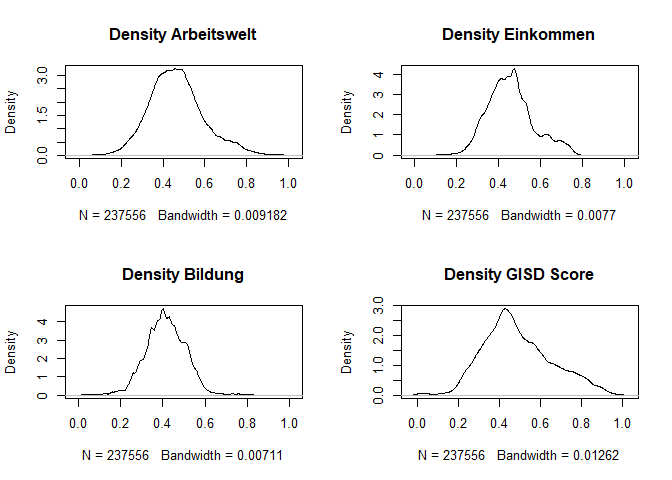 Density Arbeitswelt
Density
0.0 1.5 3.0
0.0 0.2 0.4 0.6 0.8 1.0
N = 237556 Bandwidth = 0.009182
Density Einkommen
Density
0 1 2 3 4
0.0 0.2 0.4 0.6 0.8 1.0
N = 237556 Bandwidth = 0.0077
Density Bildung
Density
0 1 2 3 4
0.0 0.2 0.4 0.6 0.8 1.0
N = 237556 Bandwidth = 0.00711
Density GISD Score
Density
0.0 1.0 2.0 3.0
0.0 0.2 0.4 0.6 0.8 1.0
N = 237556 Bandwidth = 0.01262